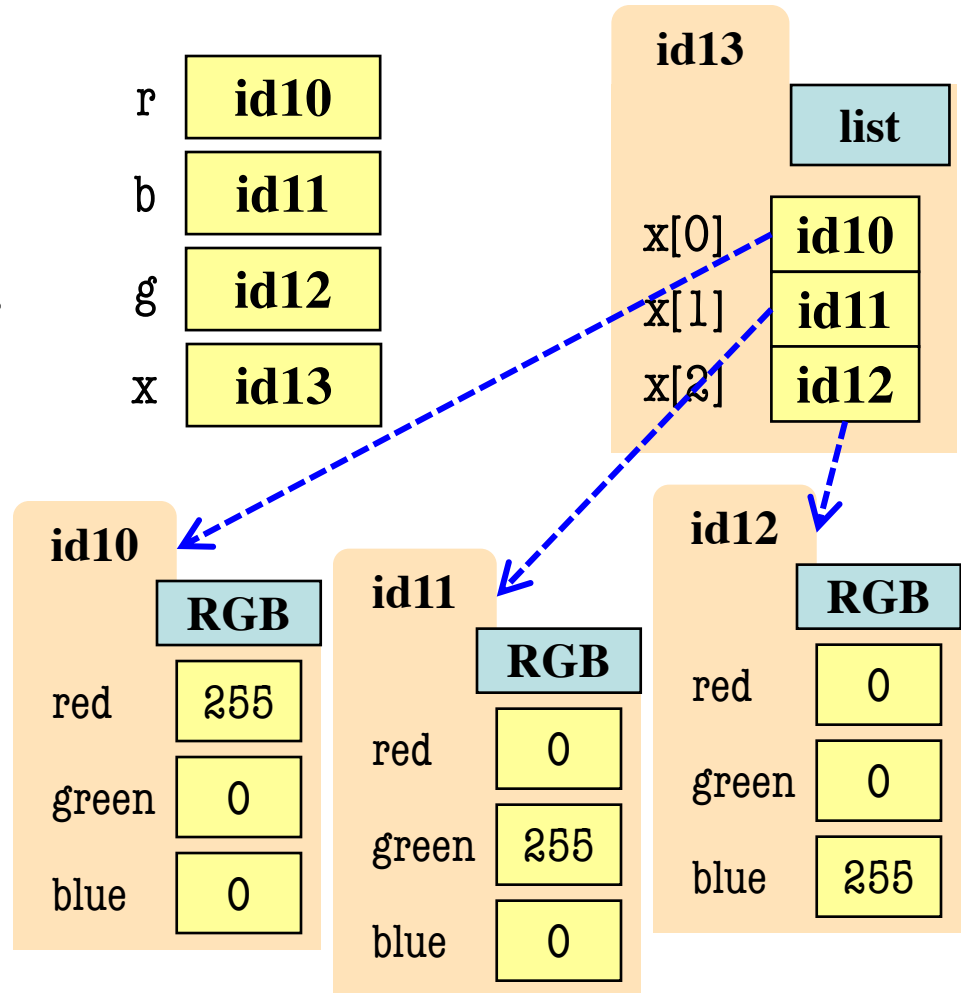 r id10
b id11
g id12
x id13
id13
list
x[0] id10
x[1] id11
x[2] id12
id10
RGB
red 255
green 0
blue 0
id11
RGB
red 0
green 255
blue 0
id12
RGB
red 0
green 0
blue 255